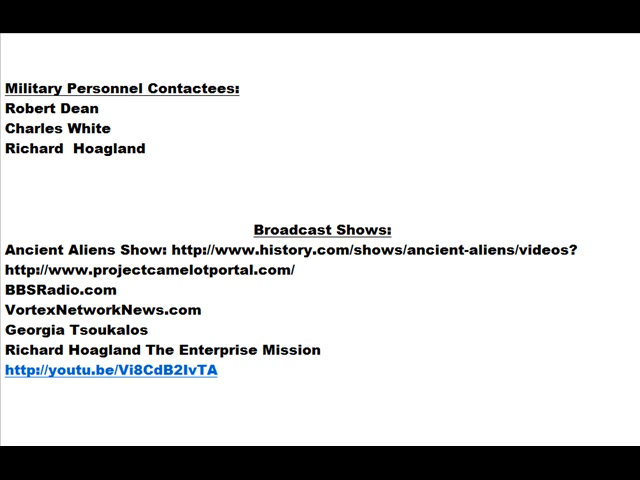 Military Personnel Contactees:
Robert Dean
Charles White
Richard  Hoagland
Broadcast Shows:
Ancient Aliens Show: http://www.history.com/shows/ancient-aliens/videos?
http://www.projectcamelotportal.com/
BBSRadio.com
VortexNetworkNews.com
Georgia Tsoukalos
Richard Hoagland The Enterprise Mission
http://youtu.be/Vi8CdB2IvTA